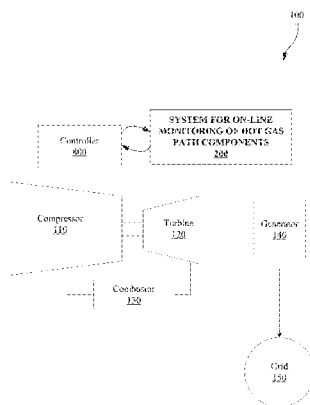 100
SYSTEM FOR ON-LINE
MONITORING OF HOT GAS
PATH COMPONENTS
200
Controller
800
Compressor
110
Turbine
120
Generator
140
Combustor
130
Grid
150